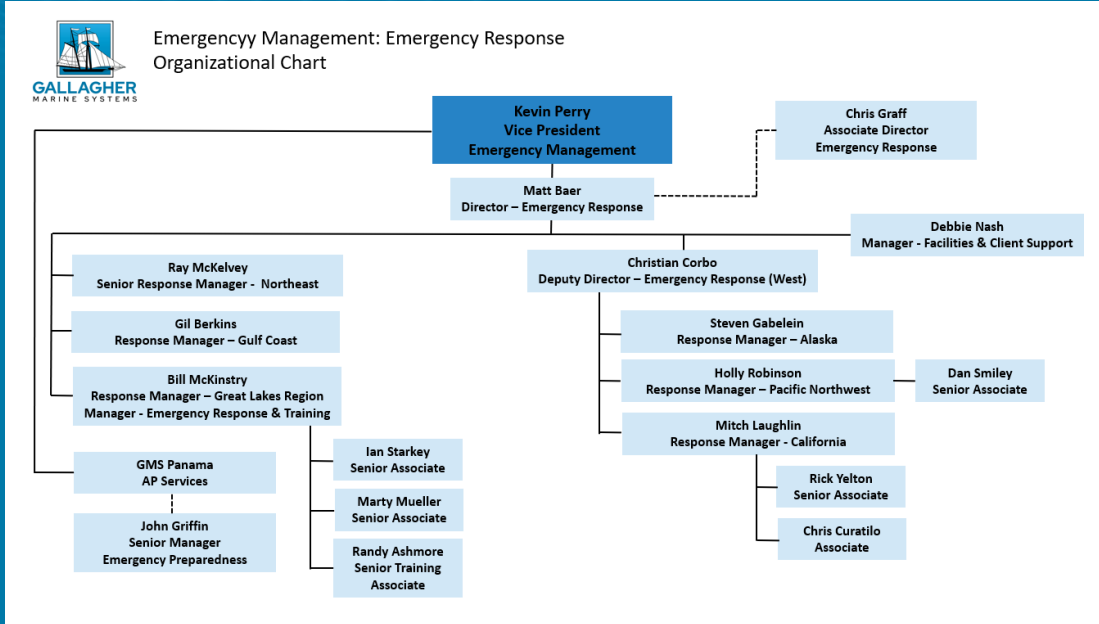 Emergencyy Management: Emergency Response
Organizational Chart
GALLAGHER
MARINE SYSTEMS
Kevin Perry
Vice President
Emergency Management
Chris Graff
Associate Director
Emergency Response
Matt Baer
Director – Emergency Response
Debbie Nash
Manager - Facilities & Client Support
Ray McKelvey
Senior Response Manager - Northeast
Christian Corbo
Deputy Director – Emergency Response (West)
Gil Berkins
Response Manager – Gulf Coast
Steven Gabelein
Response Manager – Alaska
Bill McKinstry
Response Manager – Great Lakes Region
Manager - Emergency Response & Training
Holly Robinson
Response Manager – Pacific Northwest
Dan Smiley
Senior Associate
Mitch Laughlin
Response Manager - California
GMS Panama
AP Services
Ian Starkey
Senior Associate
Rick Yelton
Senior Associate
Marty Mueller
Senior Associate
John Griffin
Senior Manager
Emergency Preparedness
Chris Curatilo
Associate
Randy Ashmore
Senior Training
Associate